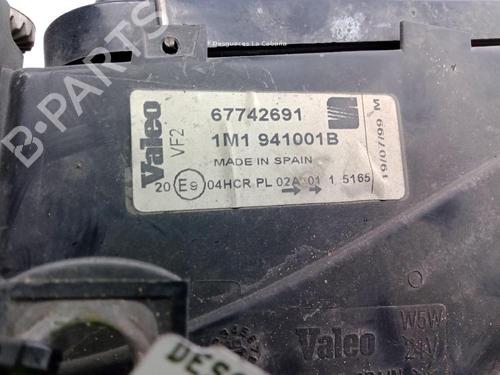 Desguaces La Cabaña
B-PARTS
Valeo
VF2
67742691
1M1 941001B
MADE IN SPAIN
20 E9 04HCR PL 02A 01 1 5165
19/07/99 M
Valeo
W5W
24V
DESG